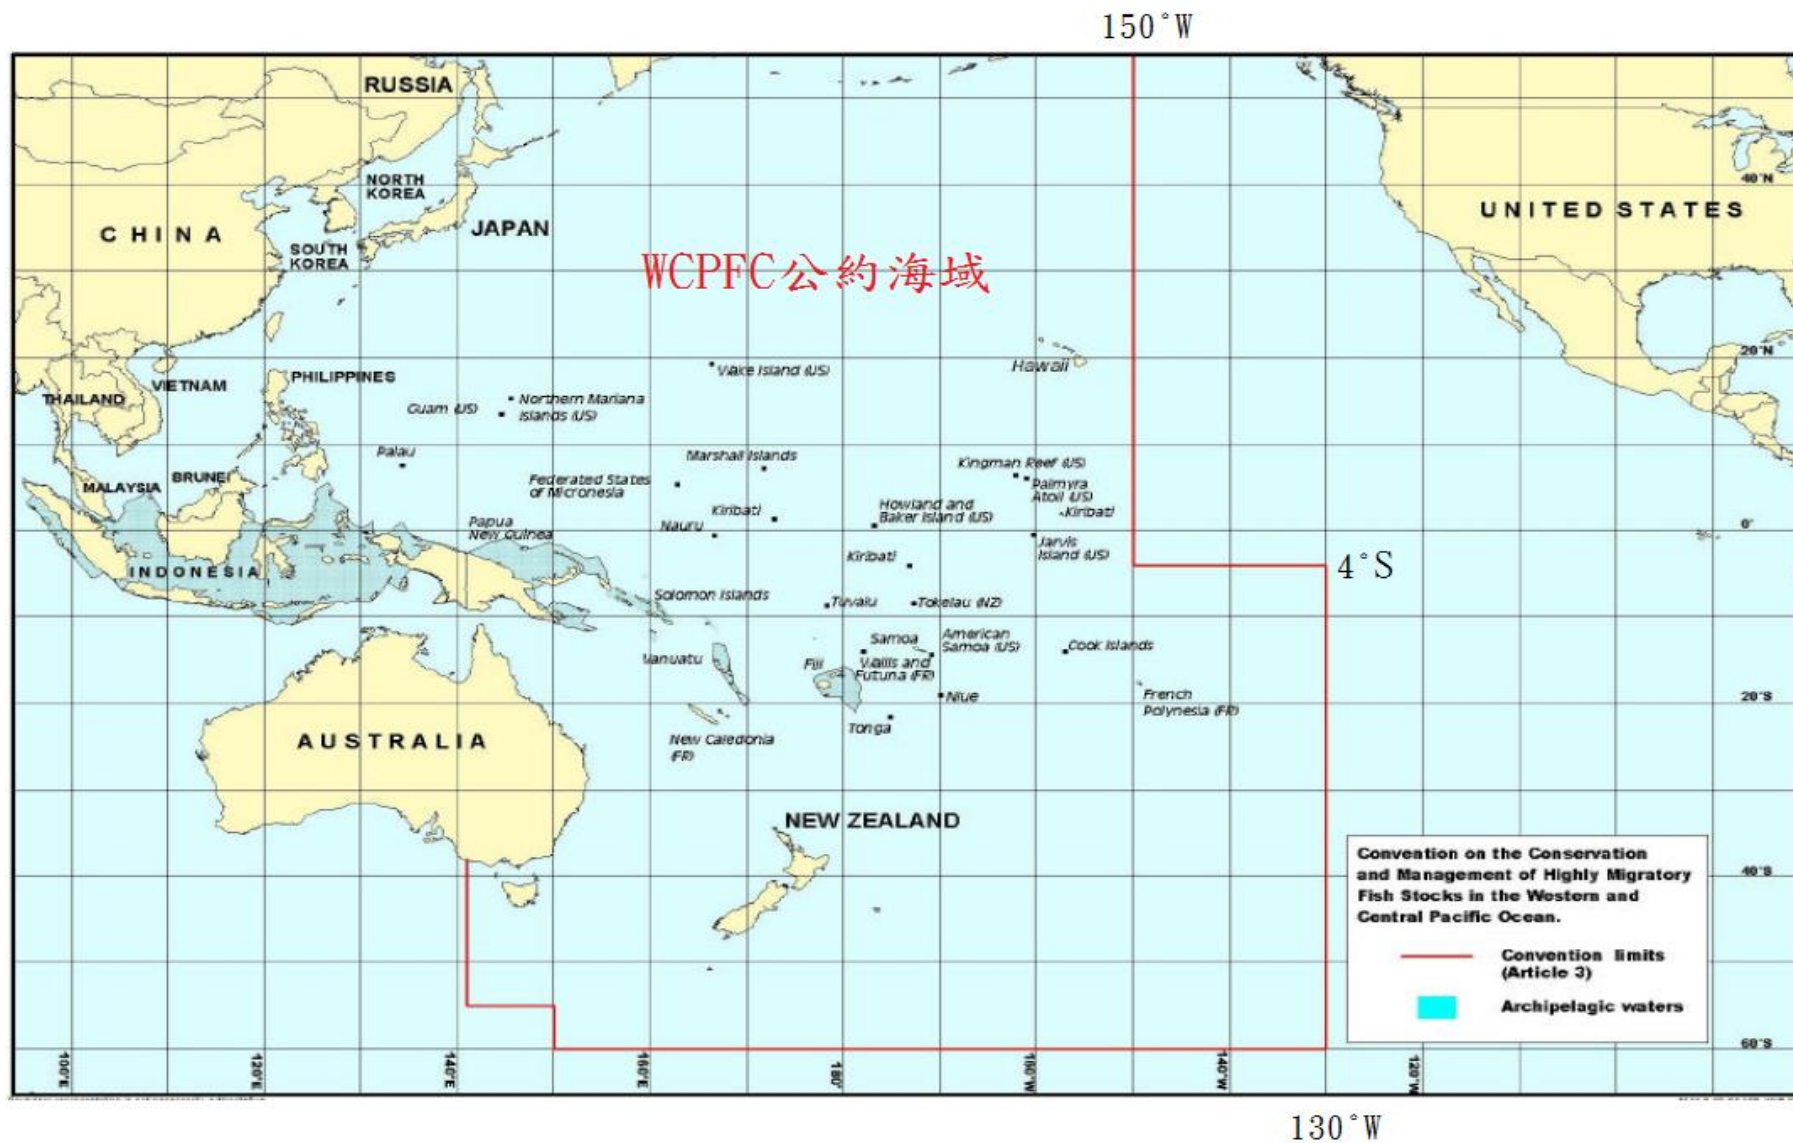 150°W
RUSSIA
NORTH
KOREA
CHINA
JAPAN
SOUTH
KOREA
UNITED STATES
40°N
WCPFC公約海域
20°N
Hawaii
Wake Island (US)
PHILIPPINES
VIETNAM
THAILAND
Guam (US)
Northern Mariana
Islands (US)
Palau
Marshall Islands
Kingman Reef (US)
BRUNEI
MALAYSIA
Federated States
of Micronesia
Palmyra
Atoll (US)
Howland and
Baker Island (US)
Kiribati
Kiribati
Papua
New Guinea
Nauru
0°
Jarvis
Island (US)
Kiribati
4°S
INDONESIA
Solomon Islands
Tuvalu
Tokelau (NZ)
Samoa
American
Samoa (US)
Cook Islands
Vanuatu
Fiji
Wallis and
Futuna (FR)
Niue
French
Polynesia (FR)
20°S
Tonga
New Caledonia
(FR)
AUSTRALIA
NEW ZEALAND
Convention on the Conservation
and Management of Highly Migratory
Fish Stocks in the Western and
Central Pacific Ocean.
40°S
Convention limits
(Article 3)
Archipelagic waters
60°S
100°E
120°E
140°E
160°E
180°
160°W
140°W
120°W
130°W